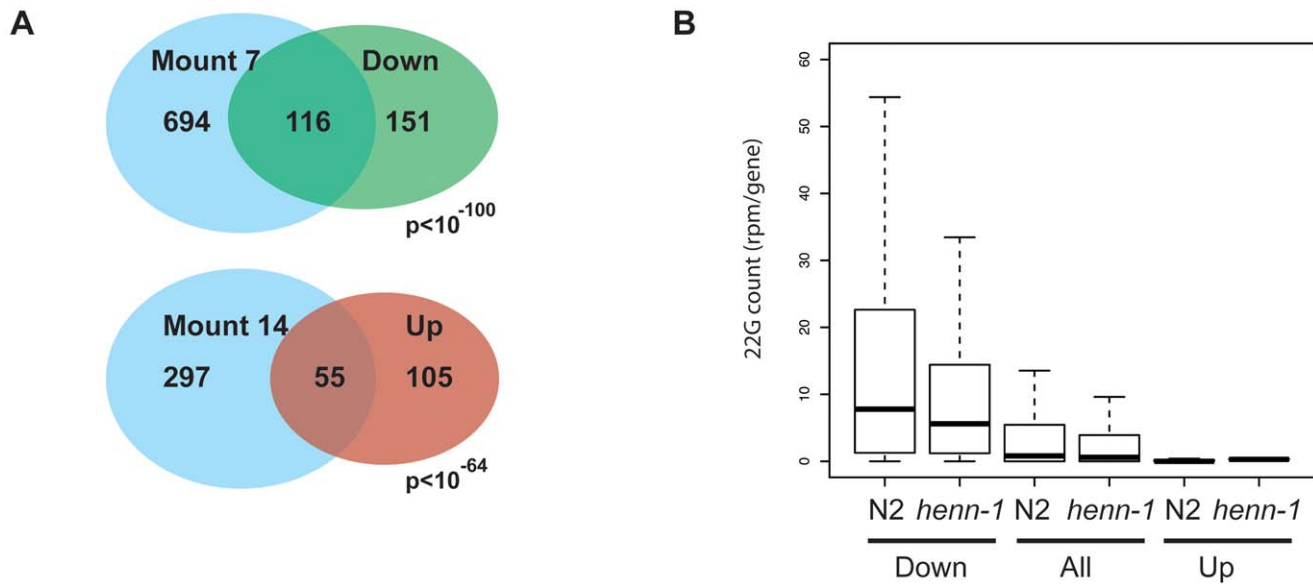 A
Mount 7 Down
694 116 151
p<10^-100
Mount 14 Up
297 55 105
p<10^-64
B
22G count (rpm/gene)
60
50
40
30
20
10
0
N2 henn-1 N2 henn-1 N2 henn-1
Down All Up